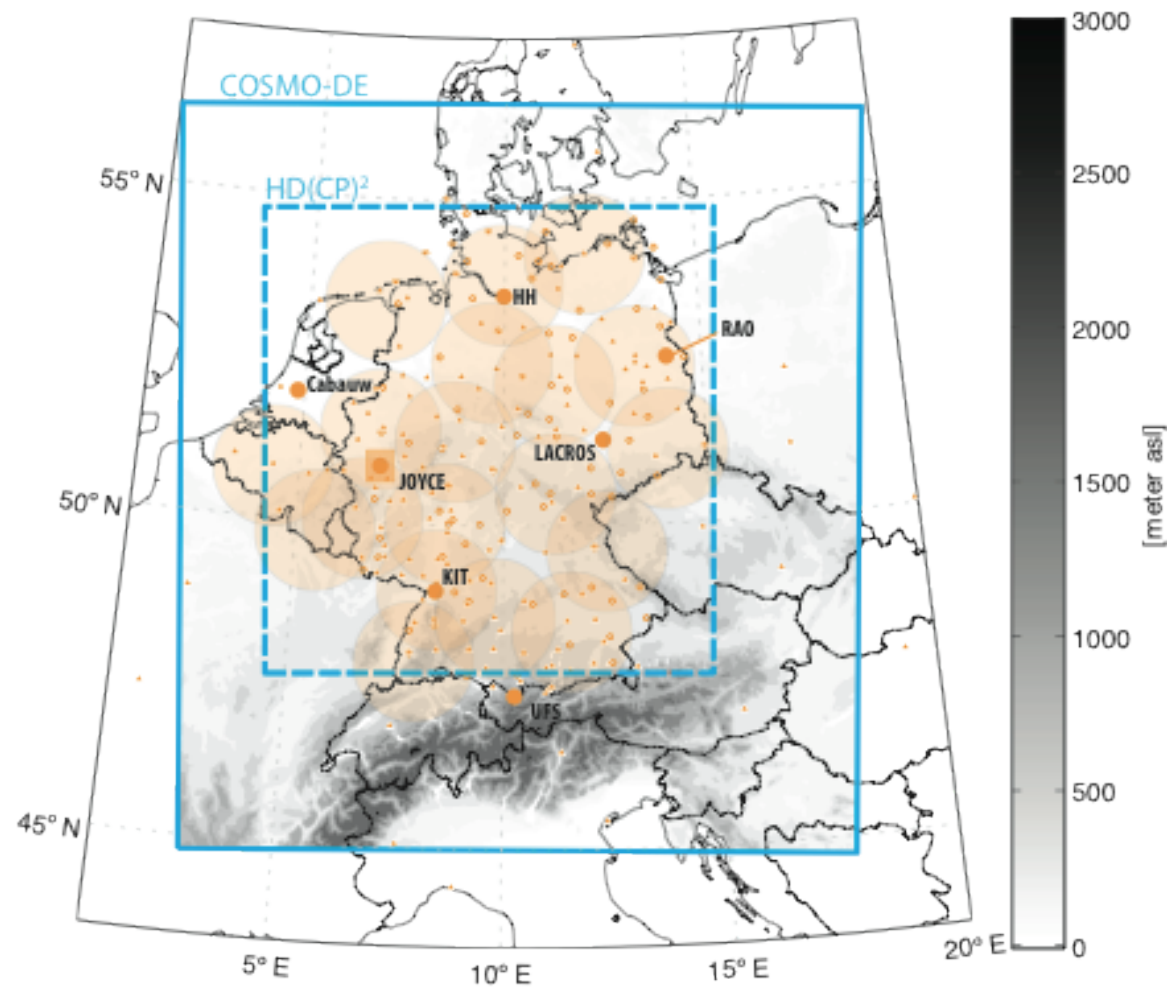 COSMO-DE
HD(CP)²
55° N
50° N
45° N
5° E
10° E
15° E
20° E
HH
RAO
Cabauw
LACROS
JOYCE
KIT
UFS
3000
2500
2000
1500
1000
500
0
[meter asl]